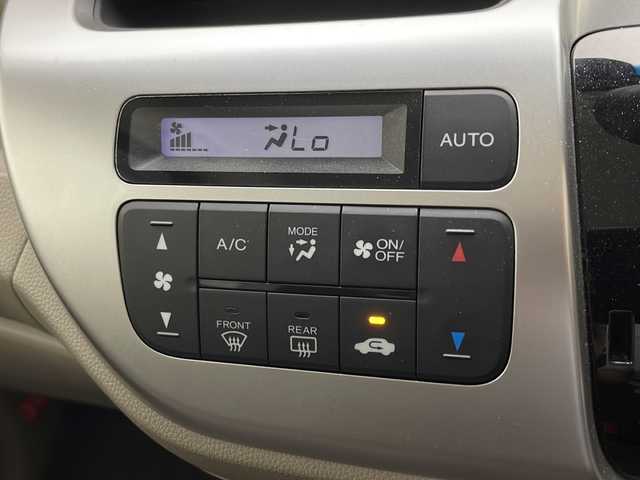 Lo
AUTO
A/C
MODE
ON/
OFF
FRONT
REAR